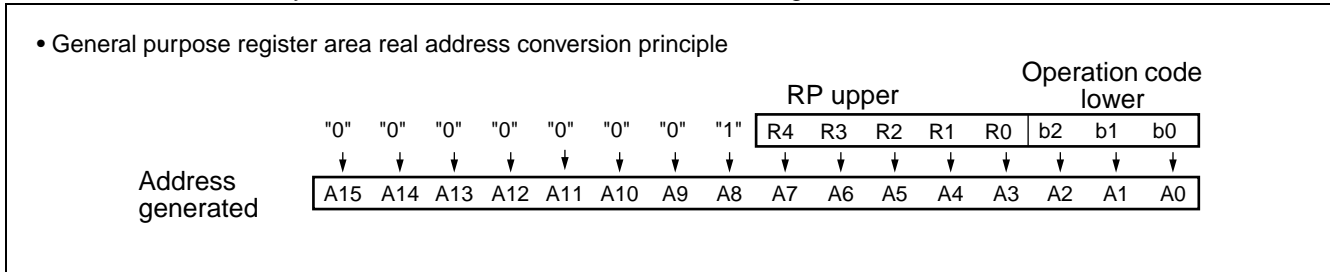 • General purpose register area real address conversion principle
Operation code
RP upper lower
"0" "0" "0" "0" "0" "0" "0" "1" R4 R3 R2 R1 R0 b2 b1 b0
Address
generated
A15 A14 A13 A12 A11 A10 A9 A8 A7 A6 A5 A4 A3 A2 A1 A0